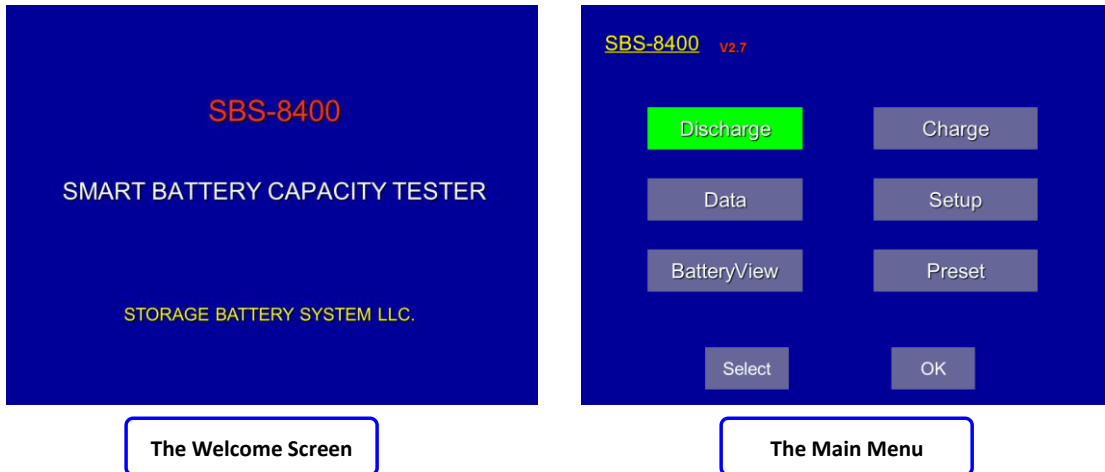 SBS-8400
SMART BATTERY CAPACITY TESTER
STORAGE BATTERY SYSTEM LLC.
The Welcome Screen
SBS-8400 V2.7
Discharge Charge
Data Setup
BatteryView Preset
Select OK
The Main Menu